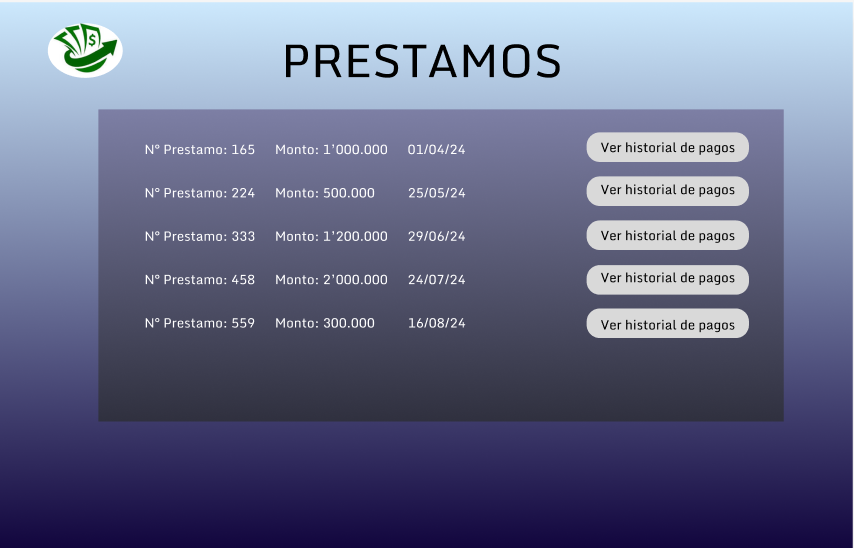 $
PRESTAMOS
N° Prestamo: 165 Monto: 1’000.000 01/04/24 Ver historial de pagos
N° Prestamo: 224 Monto: 500.000 25/05/24 Ver historial de pagos
N° Prestamo: 333 Monto: 1’200.000 29/06/24 Ver historial de pagos
N° Prestamo: 458 Monto: 2’000.000 24/07/24 Ver historial de pagos
N° Prestamo: 559 Monto: 300.000 16/08/24 Ver historial de pagos